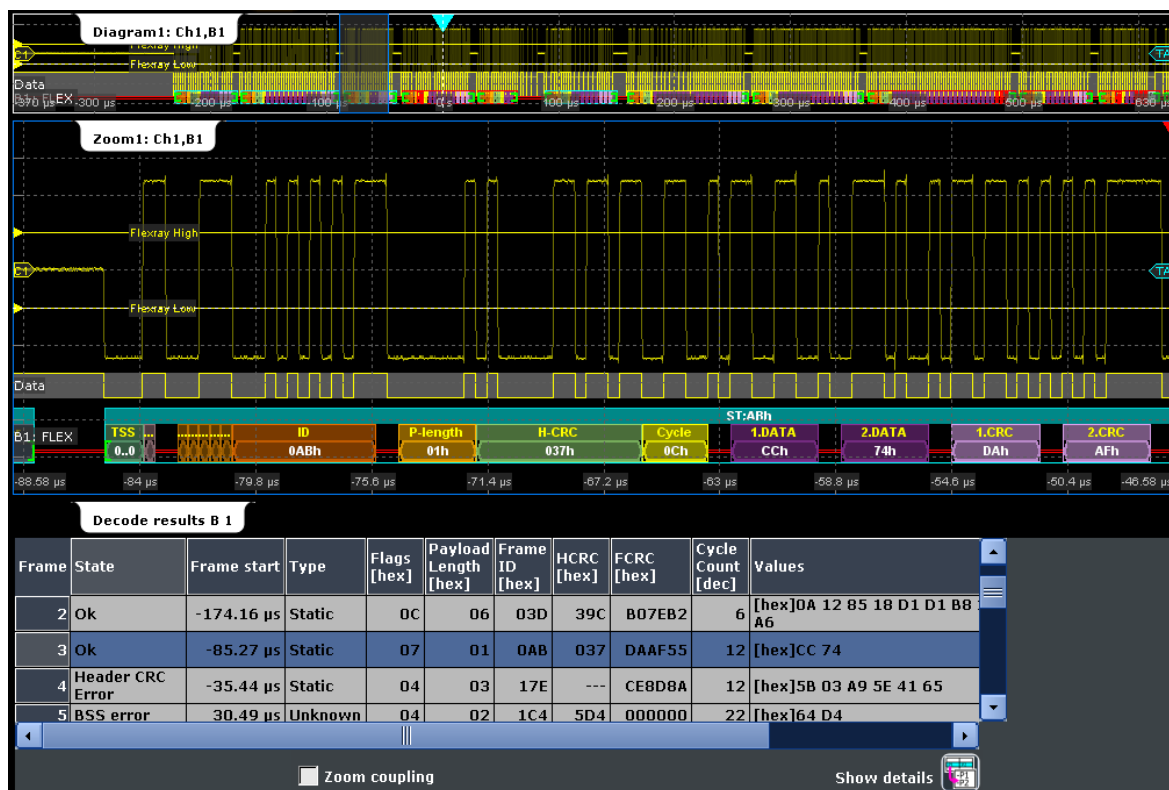 Diagram1: Ch1,B1
Flexray High
C1
Flexray Low
TA
Data
B1: FLEX
-370 µs -300 µs -200 µs -100 µs 0 s 100 µs 200 µs 300 µs 400 µs 500 µs 630 µs
Zoom1: Ch1,B1
Flexray High
C1
TA
Flexray Low
Data
ST:ABh
B1: FLEX TSS ... ID P-length H-CRC Cycle 1.DATA 2.DATA 1.CRC 2.CRC
0..0 0ABh 01h 037h 0Ch CCh 74h DAh AFh
-88.58 µs -84 µs -79.8 µs -75.6 µs -71.4 µs -67.2 µs -63 µs -58.8 µs -54.6 µs -50.4 µs -46.58 µs
Decode results B 1
Frame State Frame start Type Flags [hex] Payload Length [hex] Frame ID [hex] HCRC [hex] FCRC [hex] Cycle Count [dec] Values
2 Ok -174.16 µs Static 0C 06 03D 39C B07EB2 6 [hex]0A 12 85 18 D1 D1 B8
A6
3 Ok -85.27 µs Static 07 01 0AB 037 DAAF55 12 [hex]CC 74
4 Header CRC Error -35.44 µs Static 04 03 17E --- CE8D8A 12 [hex]5B 03 A9 5E 41 65
5 BSS error 30.49 µs Unknown 04 02 1C4 5D4 000000 22 [hex]64 D4
Zoom coupling
Show details